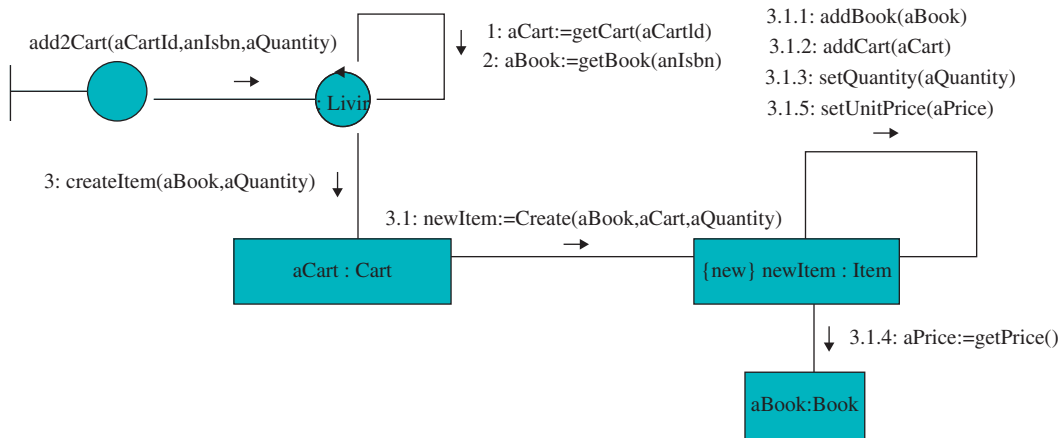 add2Cart(aCartId,anIsbn,aQuantity)
1: aCart:=getCart(aCartId)
2: aBook:=getBook(anIsbn)
3.1.1: addBook(aBook)
3.1.2: addCart(aCart)
3.1.3: setQuantity(aQuantity)
3.1.5: setUnitPrice(aPrice)
: Livir
3: createItem(aBook,aQuantity)
3.1: newItem:=Create(aBook,aCart,aQuantity)
aCart : Cart
{new} newItem : Item
3.1.4: aPrice:=getPrice()
aBook:Book